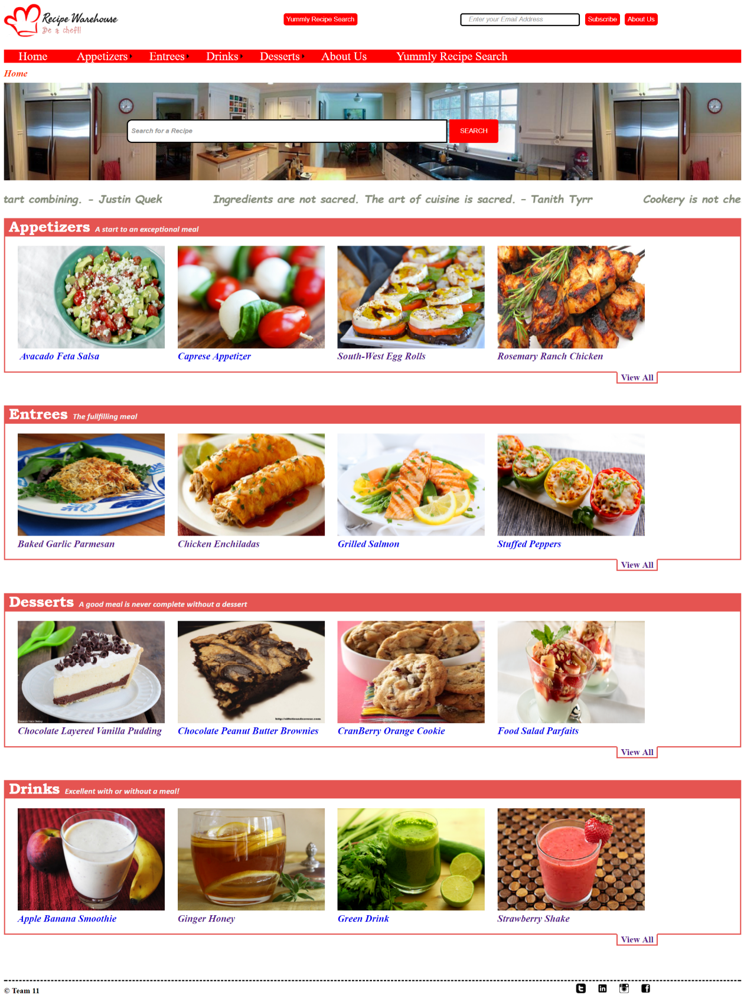 Recipe Warehouse
Be a chef!!
Yummly Recipe Search
Enter your Email Address
Subscribe
About Us
Home Appetizers Entrees Drinks Desserts About Us Yummly Recipe Search
Home
Search for a Recipe
SEARCH
tart combining. - Justin Quek Ingredients are not sacred. The art of cuisine is sacred. - Tanith Tyrr Cookery is not che
Appetizers A start to an exceptional meal
Avacado Feta Salsa
Caprese Appetizer
South-West Egg Rolls
Rosemary Ranch Chicken
View All
Entrees The fullfilling meal
Baked Garlic Parmesan
Chicken Enchiladas
Grilled Salmon
Stuffed Peppers
View All
Desserts A good meal is never complete without a dessert
Chocolate Layered Vanilla Pudding
Chocolate Peanut Butter Brownies
CranBerry Orange Cookie
Food Salad Parfaits
View All
Drinks Excellent with or without a meal!
Apple Banana Smoothie
Ginger Honey
Green Drink
Strawberry Shake
View All
© Team 11